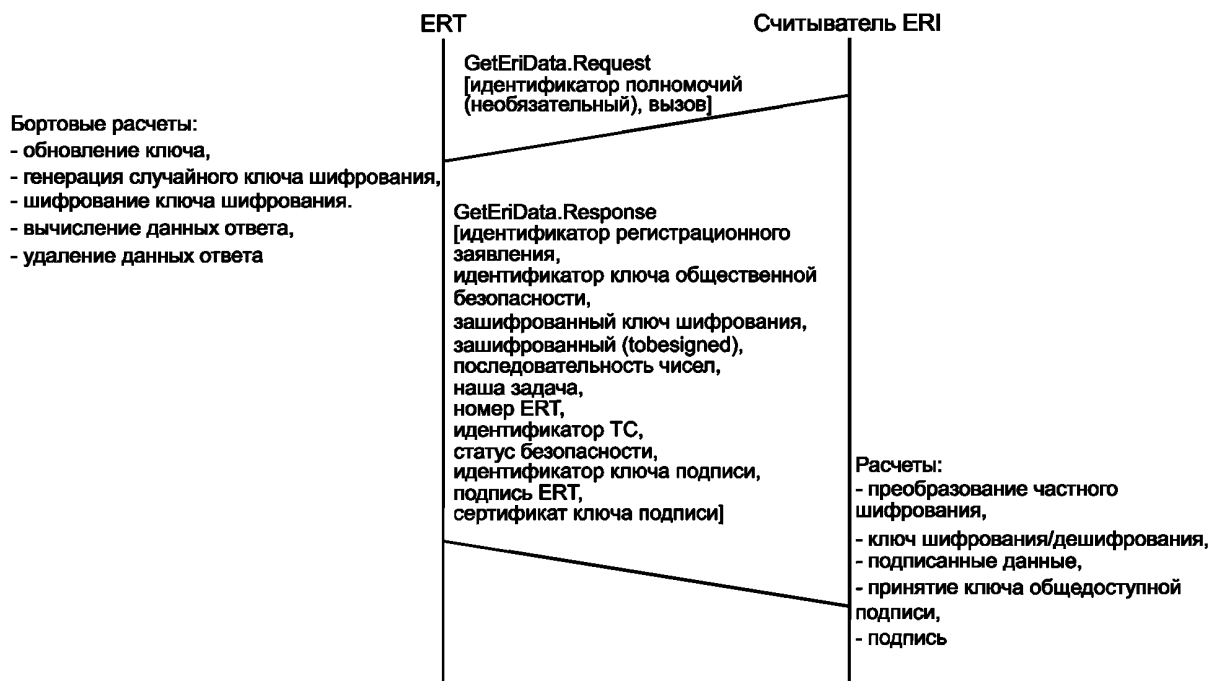 ERT
Считыватель ERI
GetEriData.Request
[идентификатор полномочий
(необязательный), вызов]
Бортовые расчеты:
- обновление ключа,
- генерация случайного ключа шифрования,
- шифрование ключа шифрования.
- вычисление данных ответа,
- удаление данных ответа
GetEriData.Response
[идентификатор регистрационного
заявления,
идентификатор ключа общественной
безопасности,
зашифрованный ключ шифрования,
зашифрованный (tobesigned),
последовательность чисел,
наша задача,
номер ERT,
идентификатор ТС,
статус безопасности,
идентификатор ключа подписи,
подпись ERT,
сертификат ключа подписи]
Расчеты:
- преобразование частного
шифрования,
- ключ шифрования/дешифрования,
- подписанные данные,
- принятие ключа общедоступной
подписи,
- подпись